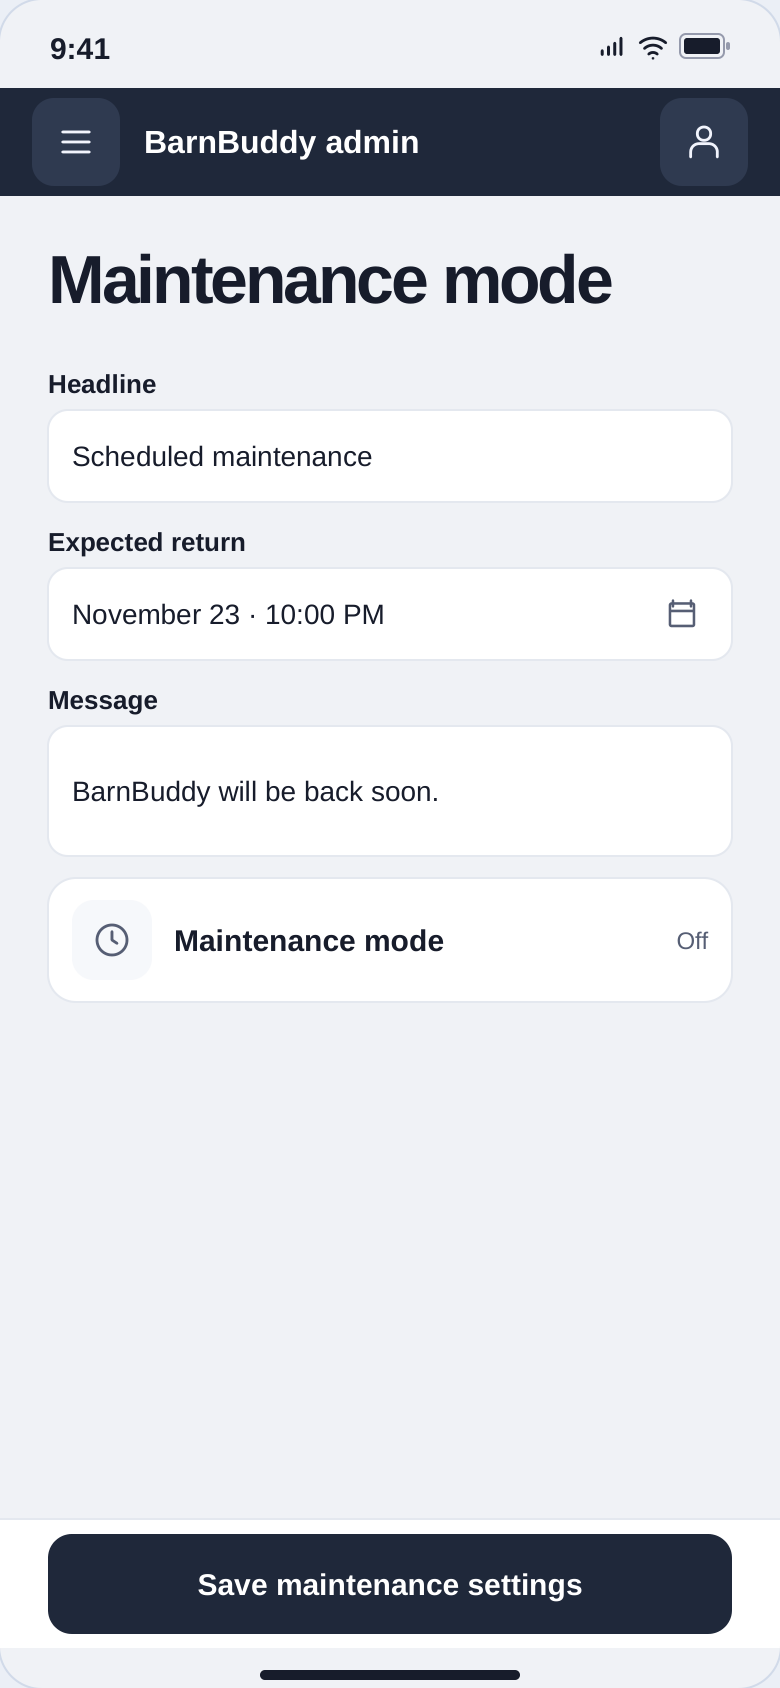 9:41
BarnBuddy admin
Maintenance mode
Headline
Scheduled maintenance
Expected return
November 23 · 10:00 PM
Message
BarnBuddy will be back soon.
Maintenance mode
Off
Save maintenance settings